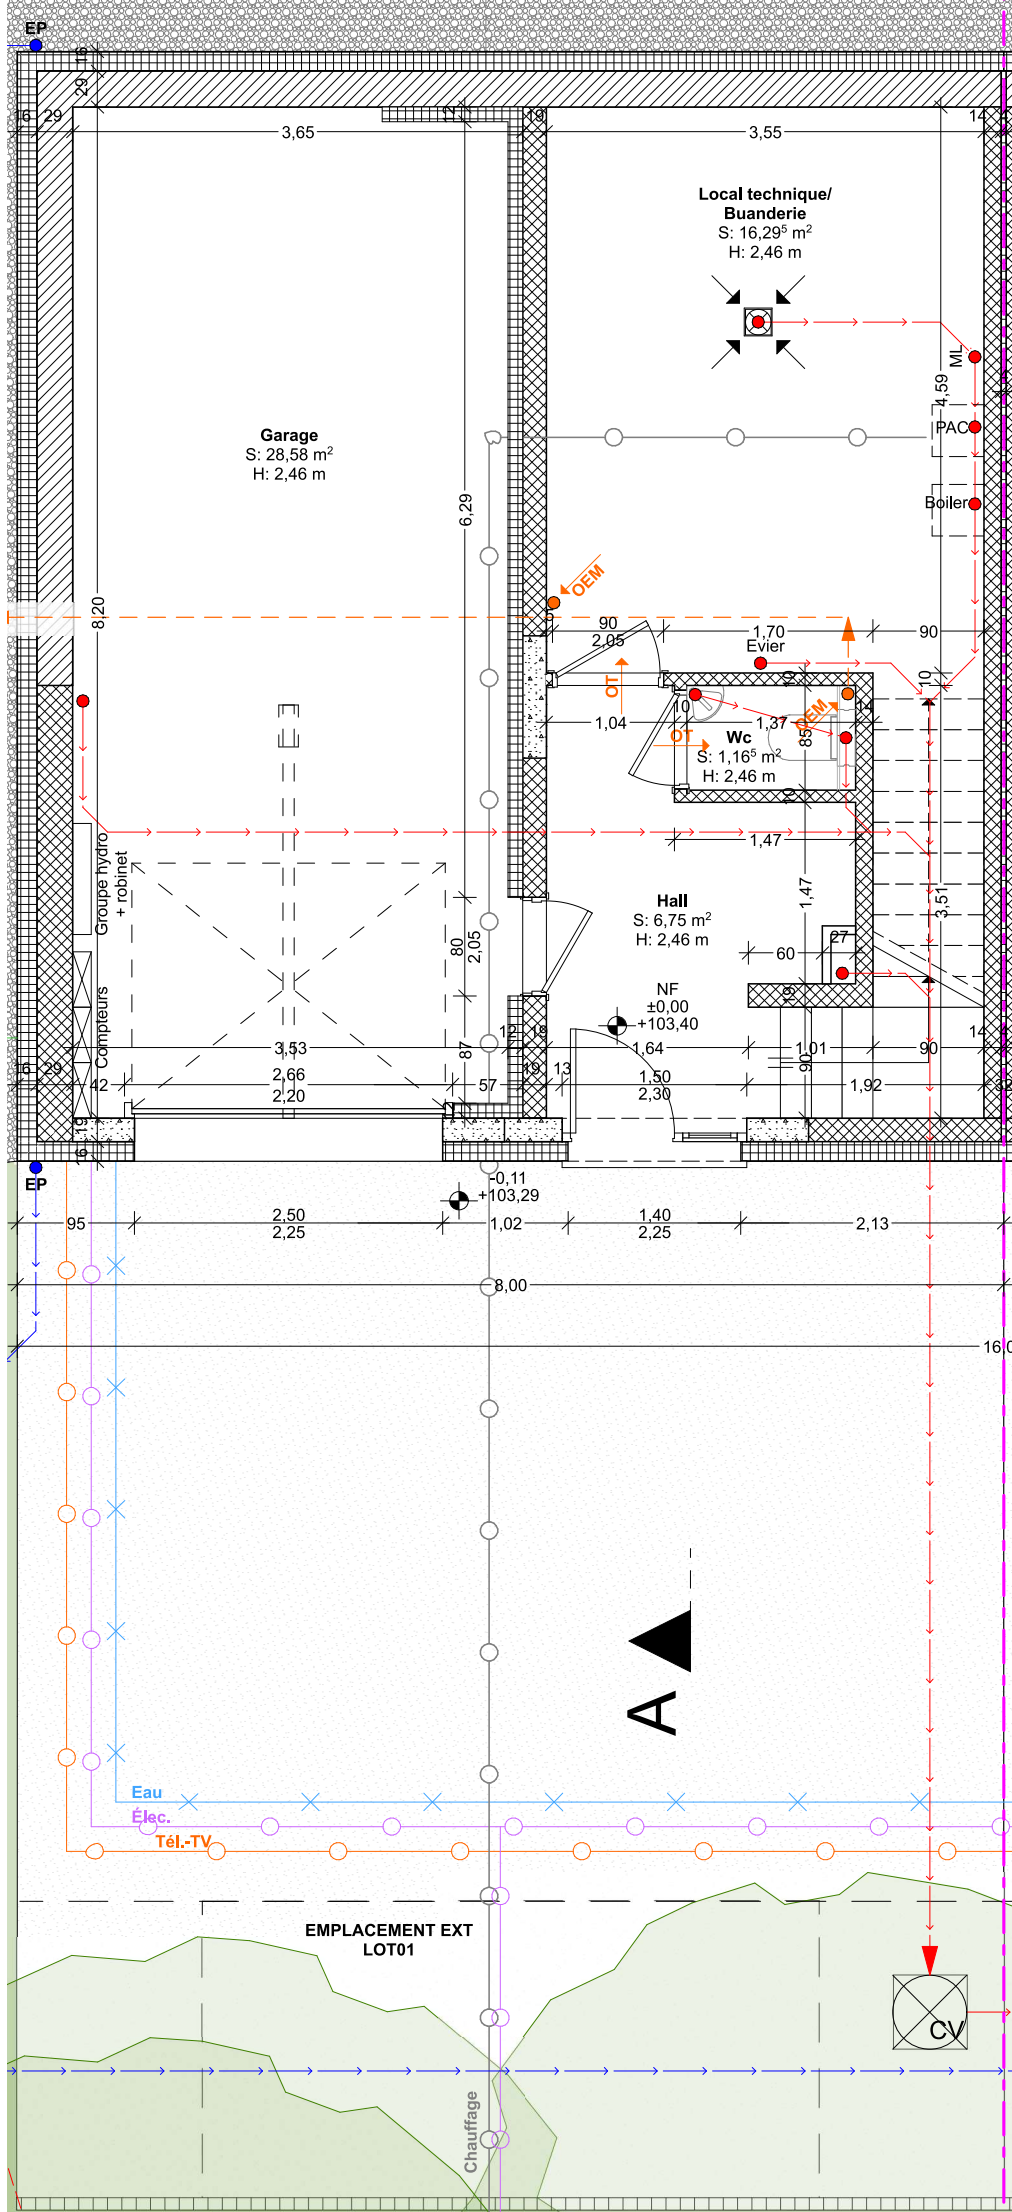 EP
16
29
16
29
3,65
12
19
3,55
14
Local technique/
Buanderie
S: 16,29⁵ m²
H: 2,46 m
ML
4,59
PAC
Boiler
Garage
S: 28,58 m²
H: 2,46 m
6,29
8,20
OEM
5
90
2,05
1,70
90
Evier
OT
10
10
10
1,04
1,37
14
OEM
OT
Wc
S: 1,16⁵ m²
H: 2,46 m
85
10
1,47
Groupe hydro
+ robinet
Hall
S: 6,75 m²
H: 2,46 m
1,47
3,51
80
2,05
60
27
NF
±0,00
+103,40
19
Compteurs
12
19
14
3,53
87
1,64
1,01
90
16
29
42
2,66
2,20
57
19
13
1,50
2,30
90
1,92
19
16
EP
-0,11
+103,29
95
2,50
2,25
1,02
1,40
2,25
2,13
8,00
A
Eau
Élec.
Tél.-TV
EMPLACEMENT EXT
LOT01
CV
Chauffage